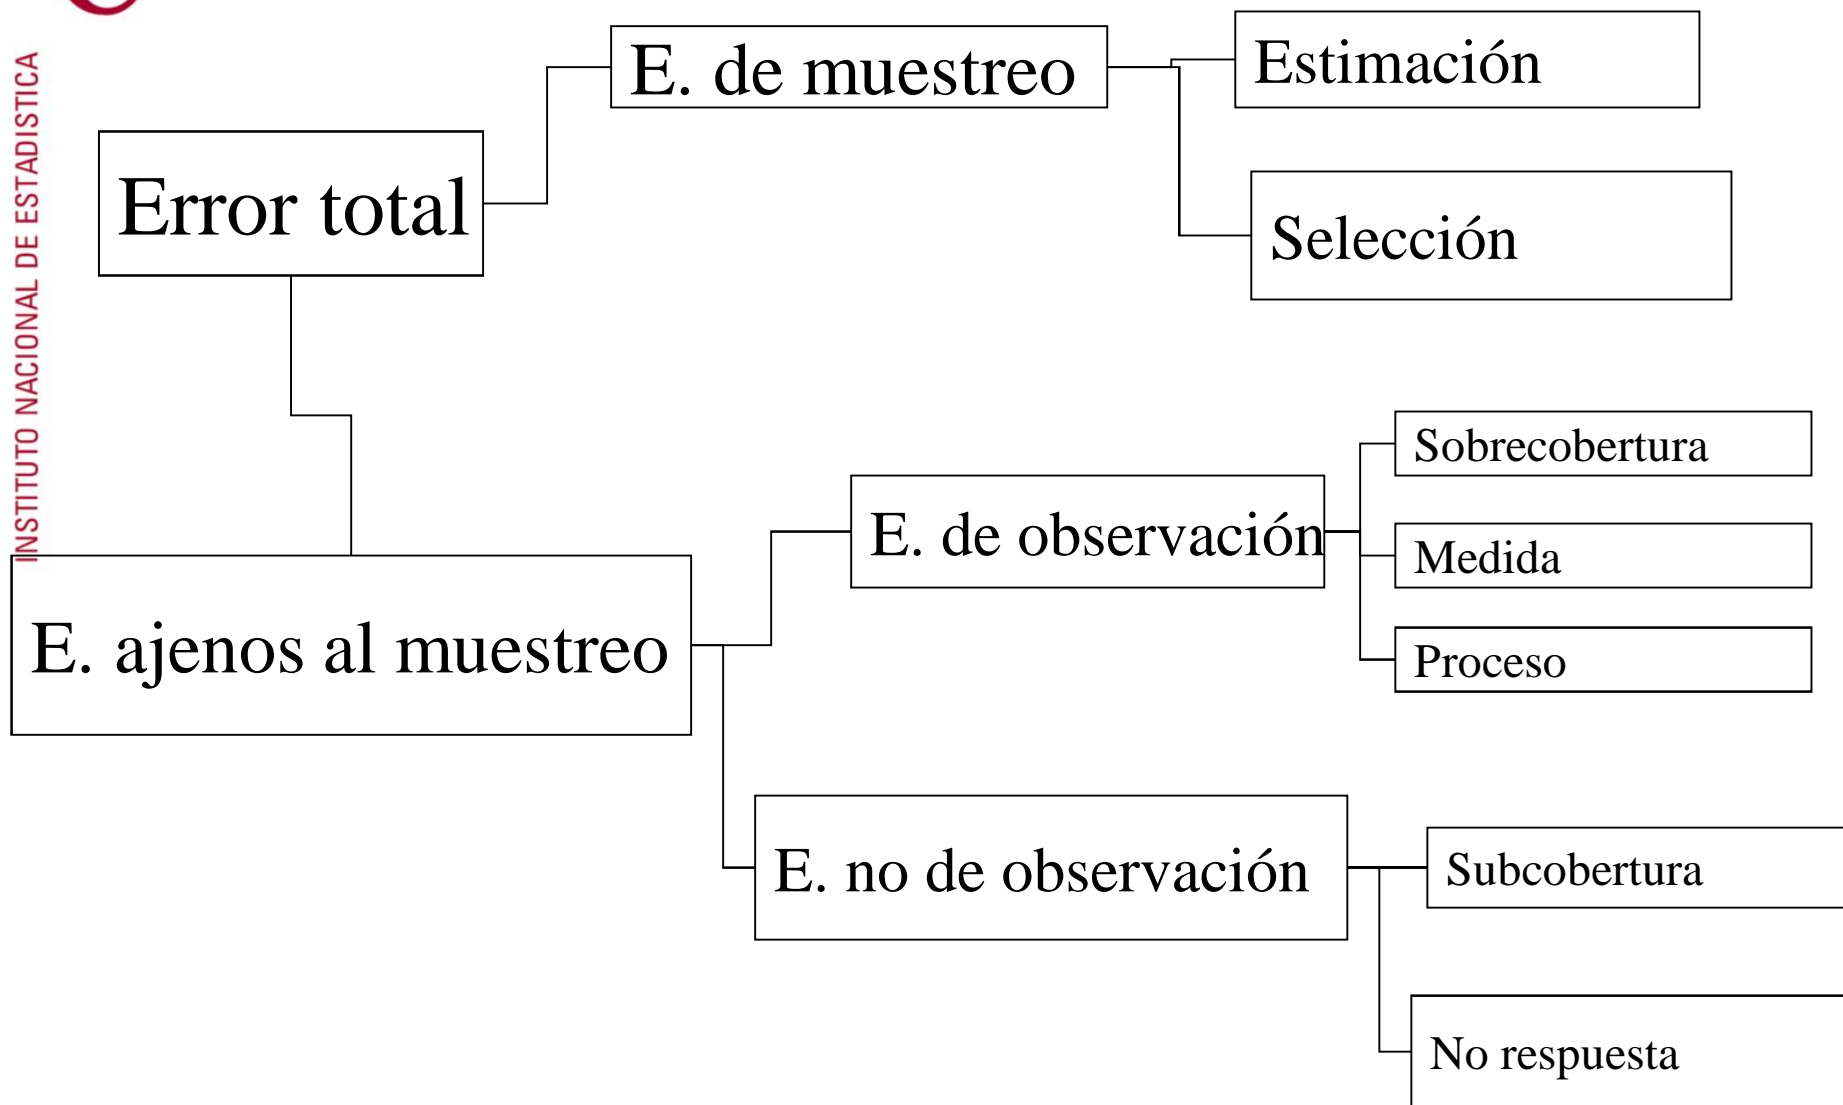 INSTITUTO NACIONAL DE ESTADISTICA
E. de muestreo
Estimación
Error total
Selección
Sobrecobertura
E. de observación
Medida
E. ajenos al muestreo
Proceso
E. no de observación
Subcobertura
No respuesta